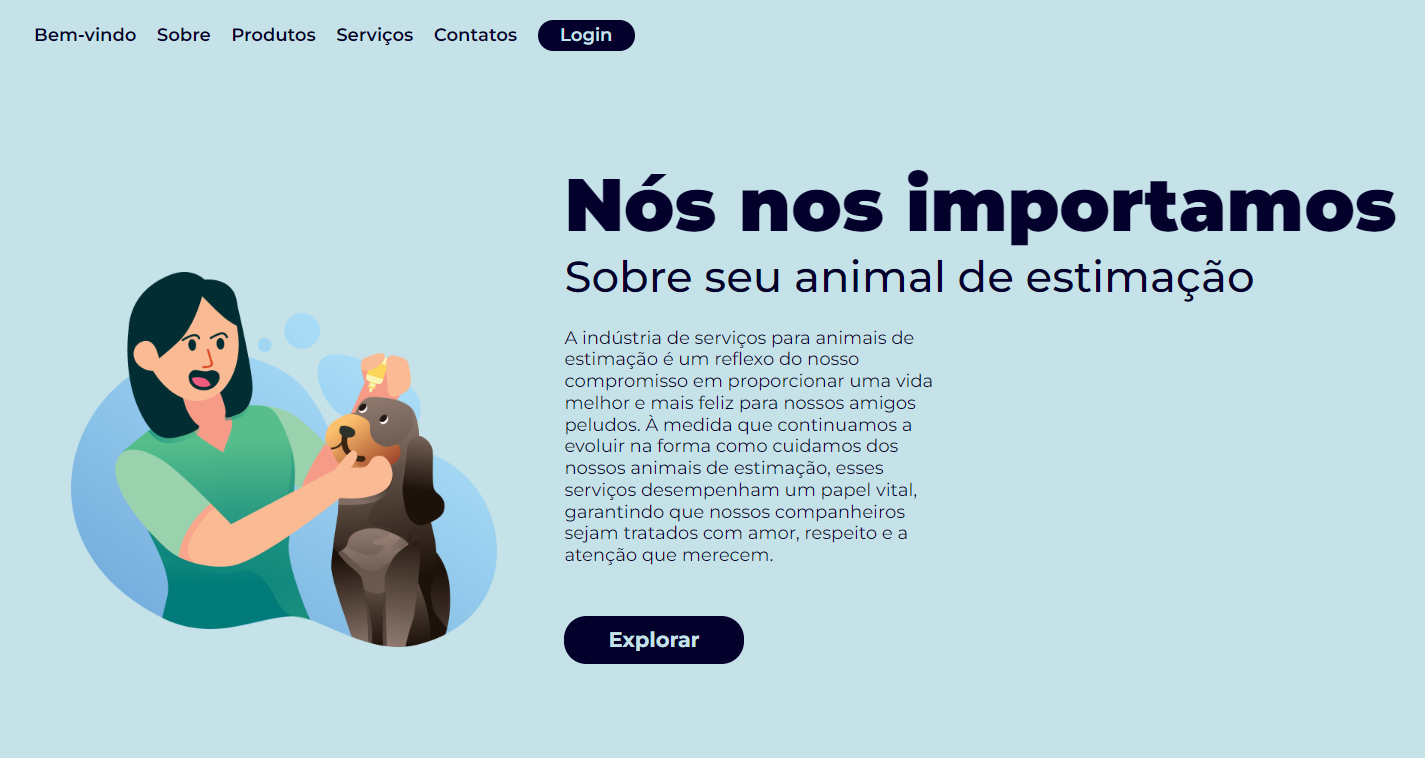 Bem-vindo Sobre Produtos Serviços Contatos Login
Nós nos importamos
Sobre seu animal de estimação
A indústria de serviços para animais de
estimação é um reflexo do nosso
compromisso em proporcionar uma vida
melhor e mais feliz para nossos amigos
peludos. À medida que continuamos a
evoluir na forma como cuidamos dos
nossos animais de estimação, esses
serviços desempenham um papel vital,
garantindo que nossos companheiros
sejam tratados com amor, respeito e a
atenção que merecem.
Explorar